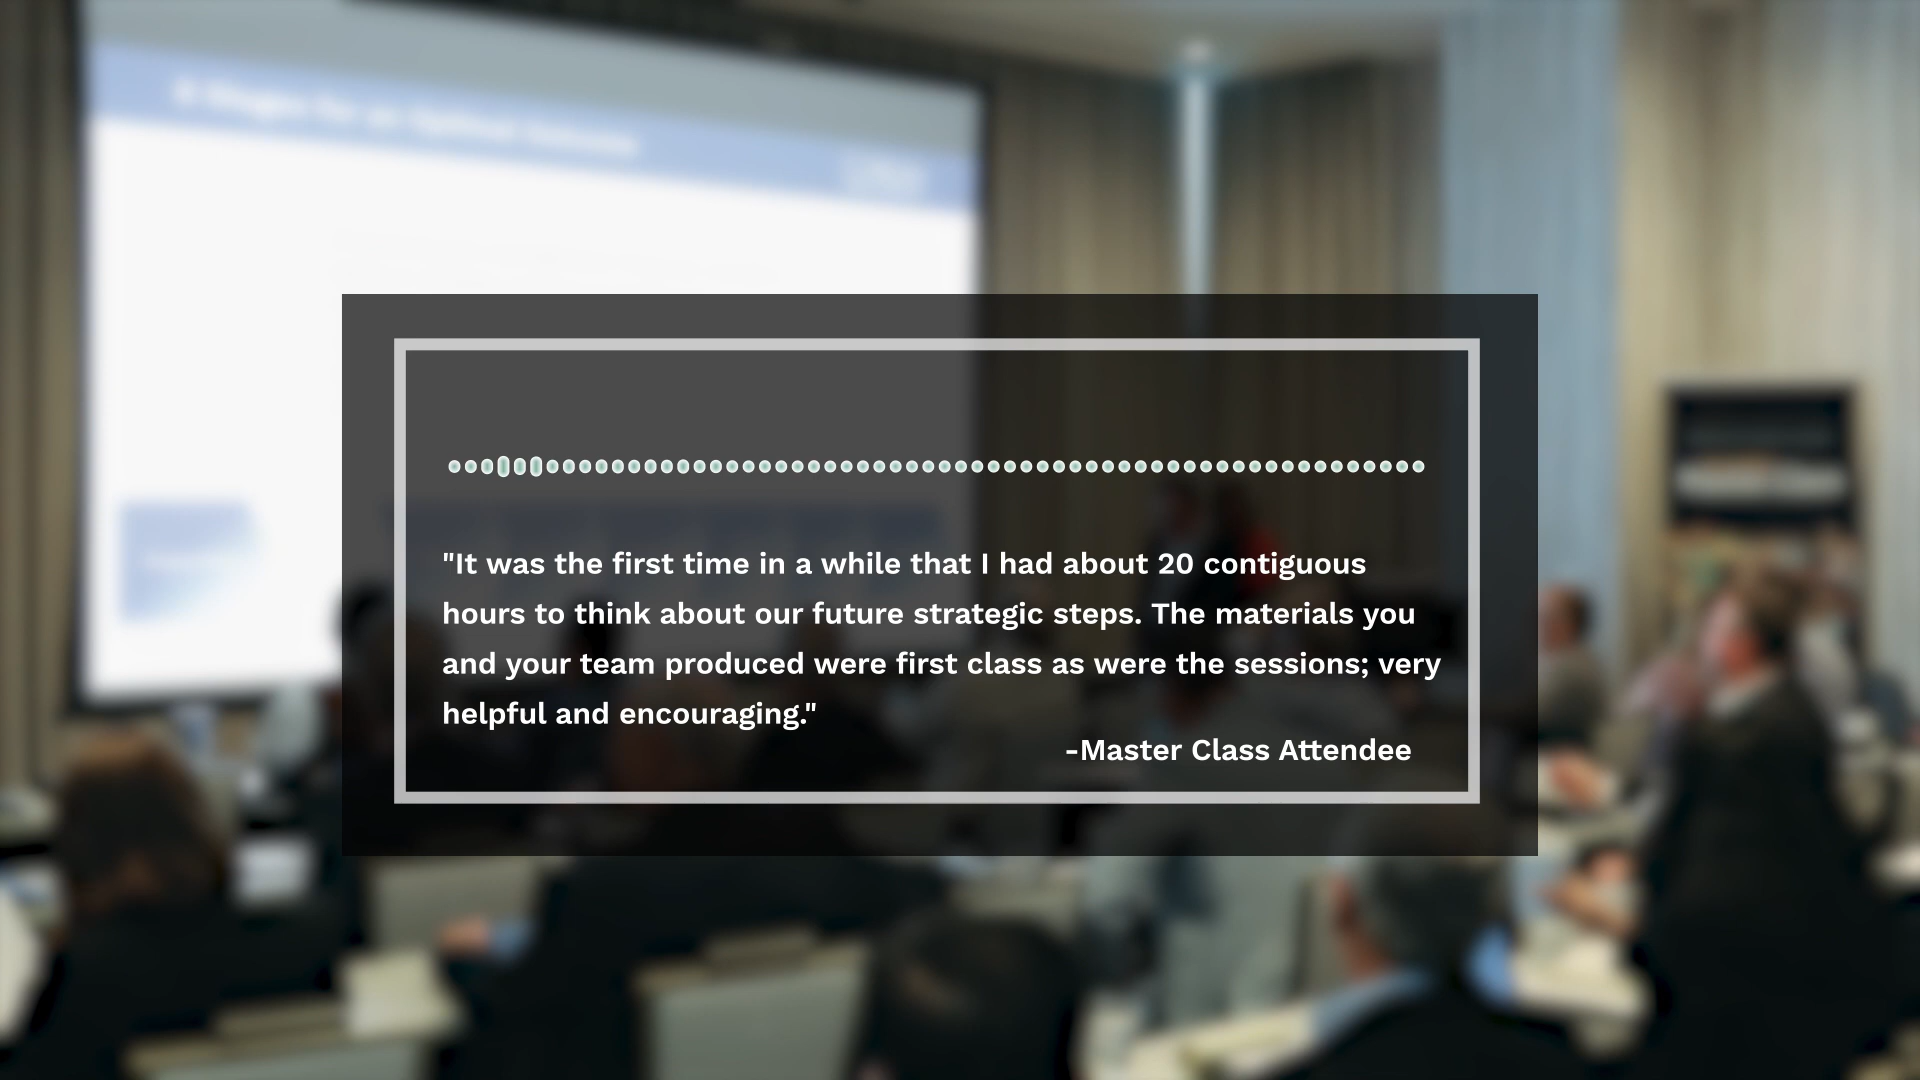 "It was the first time in a while that I had about 20 contiguous
hours to think about our future strategic steps. The materials you
and your team produced were first class as were the sessions; very
helpful and encouraging."
-Master Class Attendee